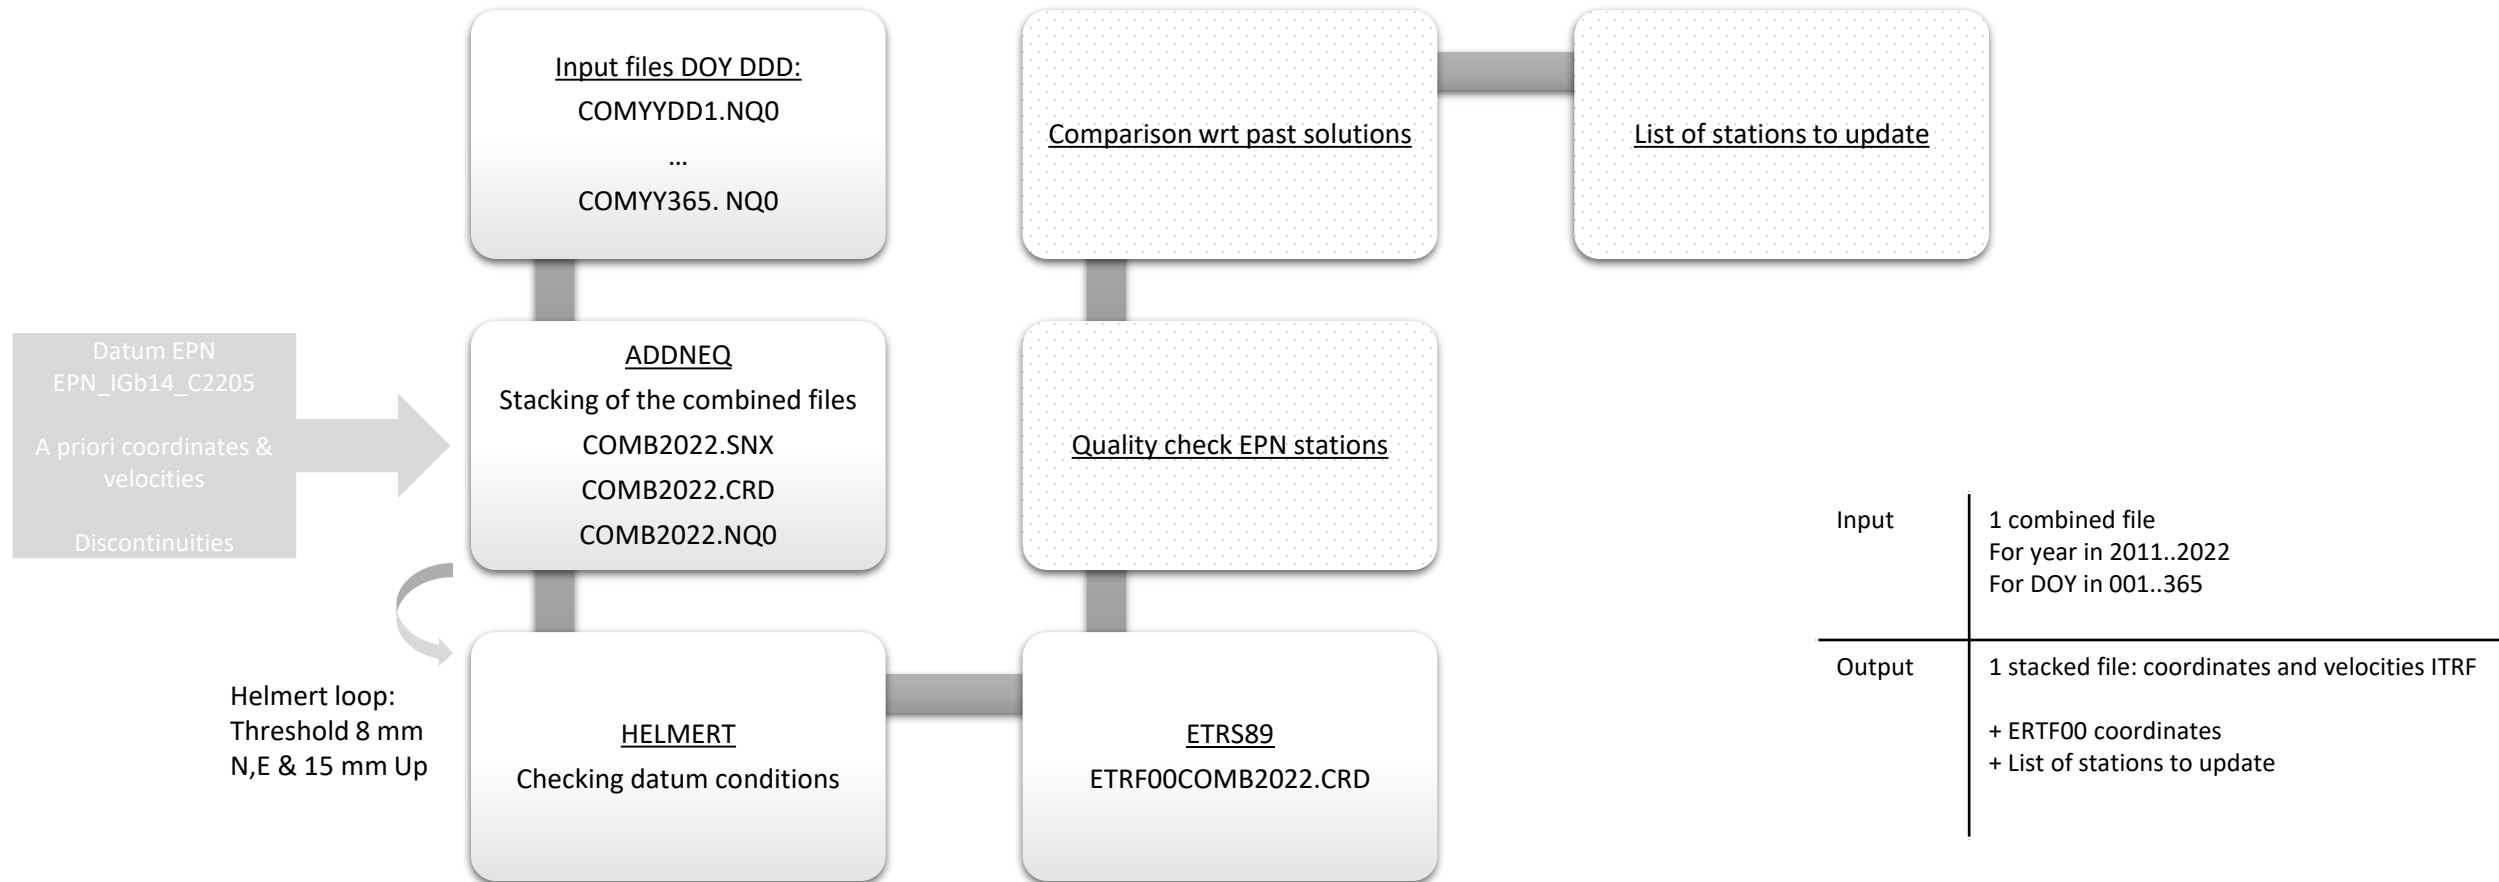 Input files DOY DDD:
COMYYDD1.NQ0
...
COMYY365. NQ0
Datum EPN
EPN_IGb14_C2205
A priori coordinates &
velocities
Discontinuities
ADDNEQ
Stacking of the combined files
COMB2022.SNX
COMB2022.CRD
COMB2022.NQ0
Helmert loop:
Threshold 8 mm
N,E & 15 mm Up
HELMERT
Checking datum conditions
ETRS89
ETRF00COMB2022.CRD
Quality check EPN stations
Comparison wrt past solutions
List of stations to update
Input
1 combined file
For year in 2011..2022
For DOY in 001..365
Output
1 stacked file: coordinates and velocities ITRF
+ ERTF00 coordinates
+ List of stations to update